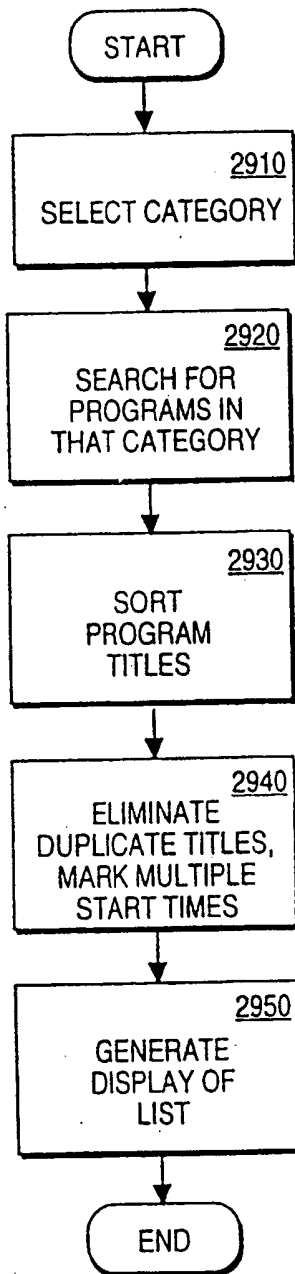 START
2910
SELECT CATEGORY
2920
SEARCH FOR
PROGRAMS IN
THAT CATEGORY
2930
SORT
PROGRAM
TITLES
2940
ELIMINATE
DUPLICATE TITLES,
MARK MULTIPLE
START TIMES
2950
GENERATE
DISPLAY OF
LIST
END